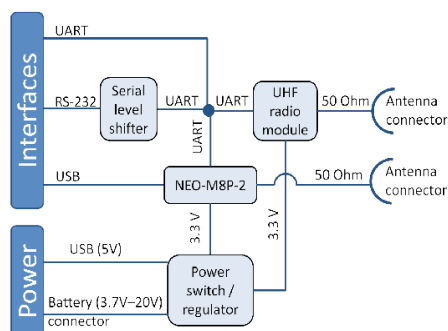 Interfaces
UART
RS-232
Serial
level
shifter
UART
UART
UHF
radio
module
50 Ohm
Antenna
connector
UART
USB
NEO-M8P-2
50 Ohm
Antenna
connector
3.3 V
3.3 V
Power
USB (5V)
Battery (3.7V–20V)
connector
Power
switch /
regulator